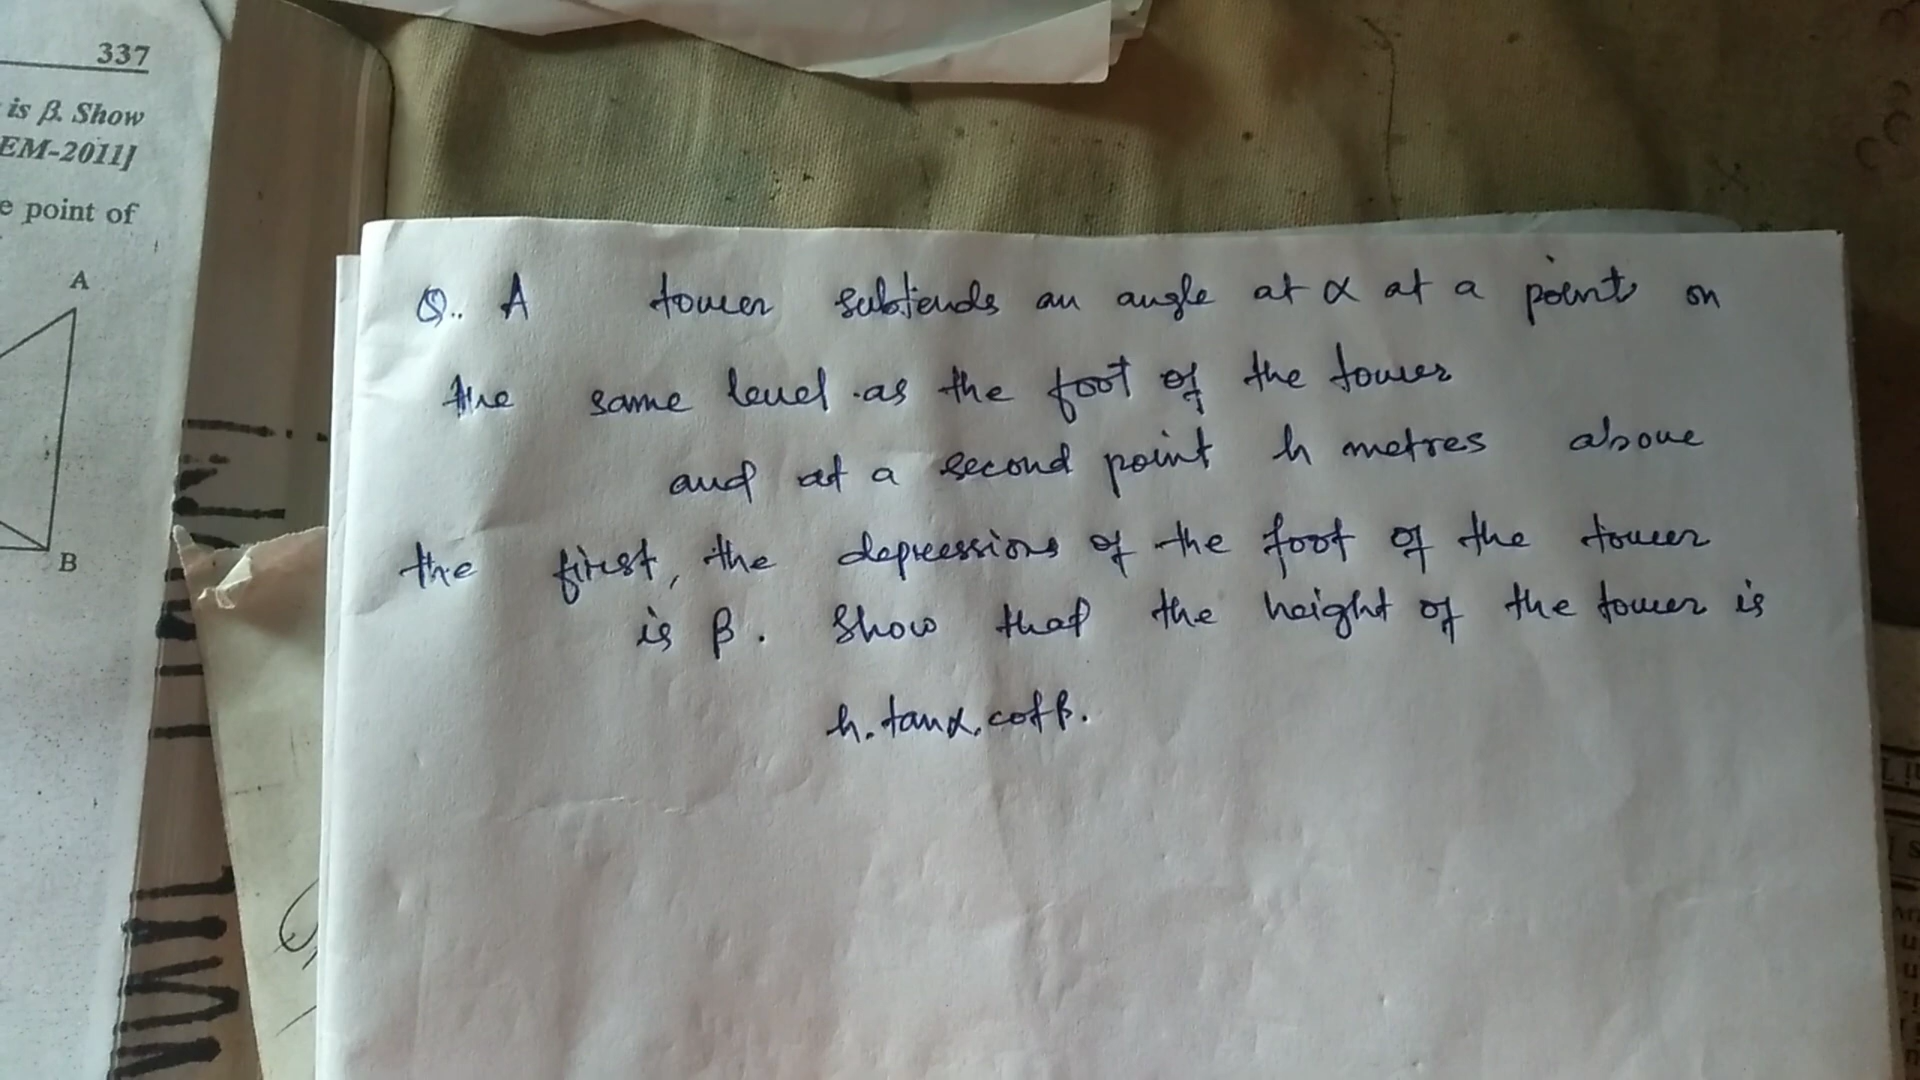 337
is β. Show
EM-2011]
e point of
A
B
Q.. A tower subtends an angle at α at a point on
the same level as the foot of the tower
and at a second point h metres above
the first, the depressions of the foot of the tower
is β. Show that the height of the tower is
h. tanα. cotβ.